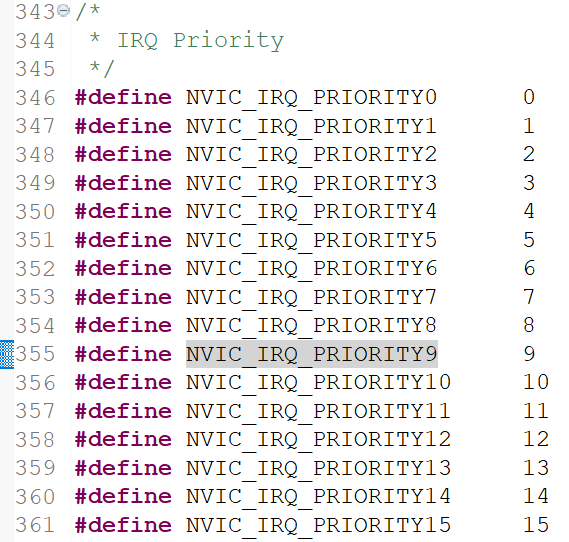 343 /*
344  * IRQ Priority
345  */
346 #define NVIC_IRQ_PRIORITY0 0
347 #define NVIC_IRQ_PRIORITY1 1
348 #define NVIC_IRQ_PRIORITY2 2
349 #define NVIC_IRQ_PRIORITY3 3
350 #define NVIC_IRQ_PRIORITY4 4
351 #define NVIC_IRQ_PRIORITY5 5
352 #define NVIC_IRQ_PRIORITY6 6
353 #define NVIC_IRQ_PRIORITY7 7
354 #define NVIC_IRQ_PRIORITY8 8
355 #define NVIC_IRQ_PRIORITY9 9
356 #define NVIC_IRQ_PRIORITY10 10
357 #define NVIC_IRQ_PRIORITY11 11
358 #define NVIC_IRQ_PRIORITY12 12
359 #define NVIC_IRQ_PRIORITY13 13
360 #define NVIC_IRQ_PRIORITY14 14
361 #define NVIC_IRQ_PRIORITY15 15